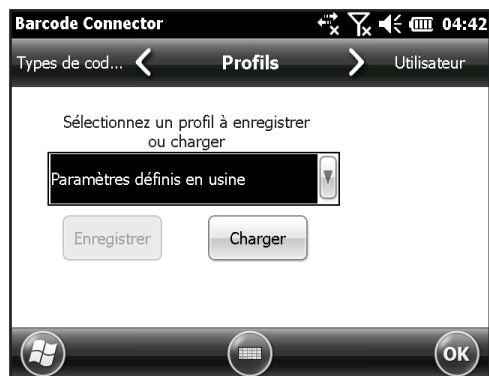 Barcode Connector 04:42
Types de cod... Profils Utilisateur
Sélectionnez un profil à enregistrer
ou charger
Paramètres définis en usine
Enregistrer Charger
OK